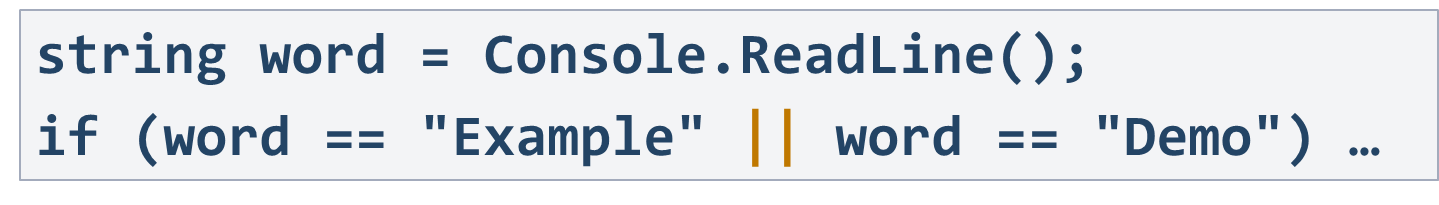 string word = Console.ReadLine();
if (word == "Example" || word == "Demo") …